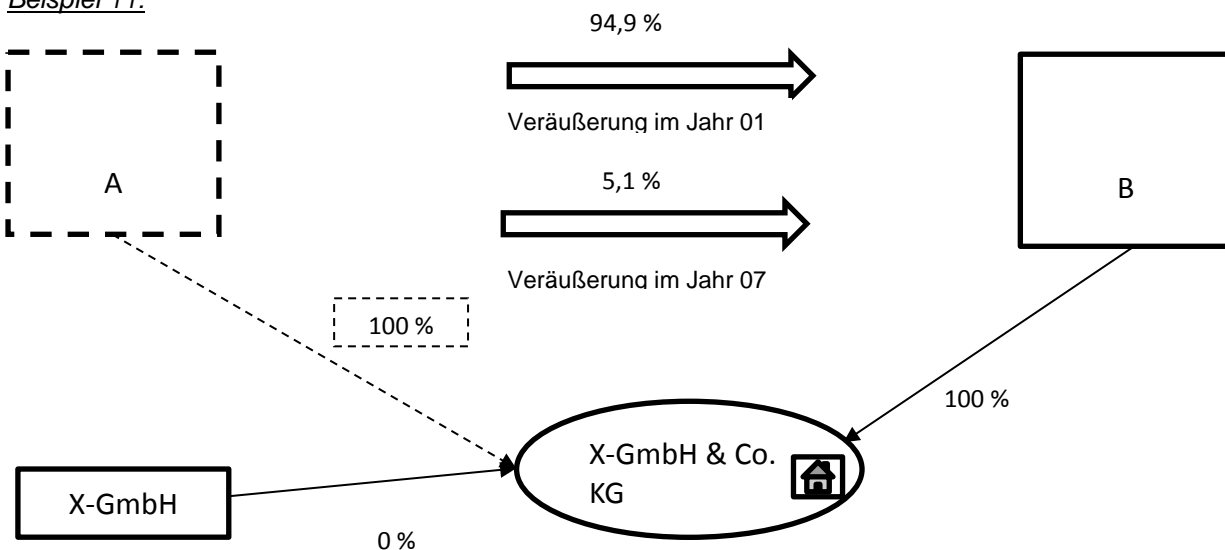 Beispiel 11:
94,9 %
Veräußerung im Jahr 01
A
5,1 %
B
Veräußerung im Jahr 07
100 %
100 %
X-GmbH & Co.
KG
X-GmbH
0 %